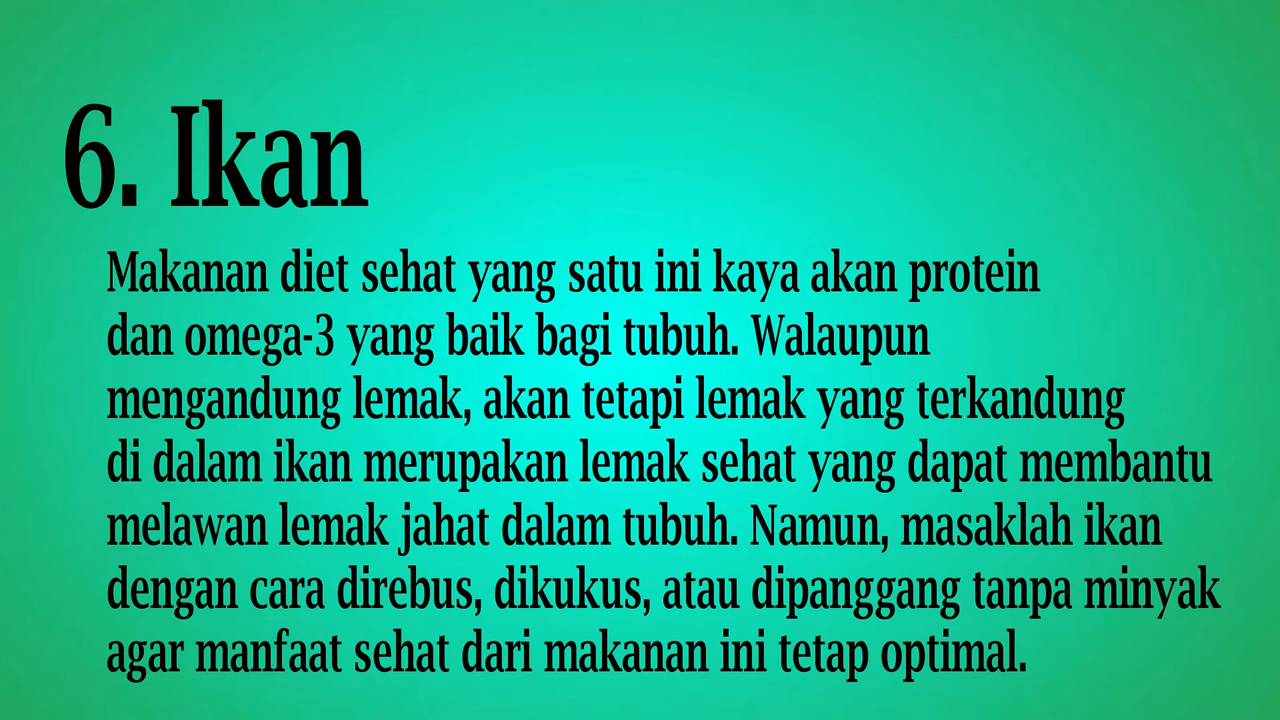 6. Ikan
Makanan diet sehat yang satu ini kaya akan protein
dan omega-3 yang baik bagi tubuh. Walaupun
mengandung lemak, akan tetapi lemak yang terkandung
di dalam ikan merupakan lemak sehat yang dapat membantu
melawan lemak jahat dalam tubuh. Namun, masaklah ikan
dengan cara direbus, dikukus, atau dipanggang tanpa minyak
agar manfaat sehat dari makanan ini tetap optimal.